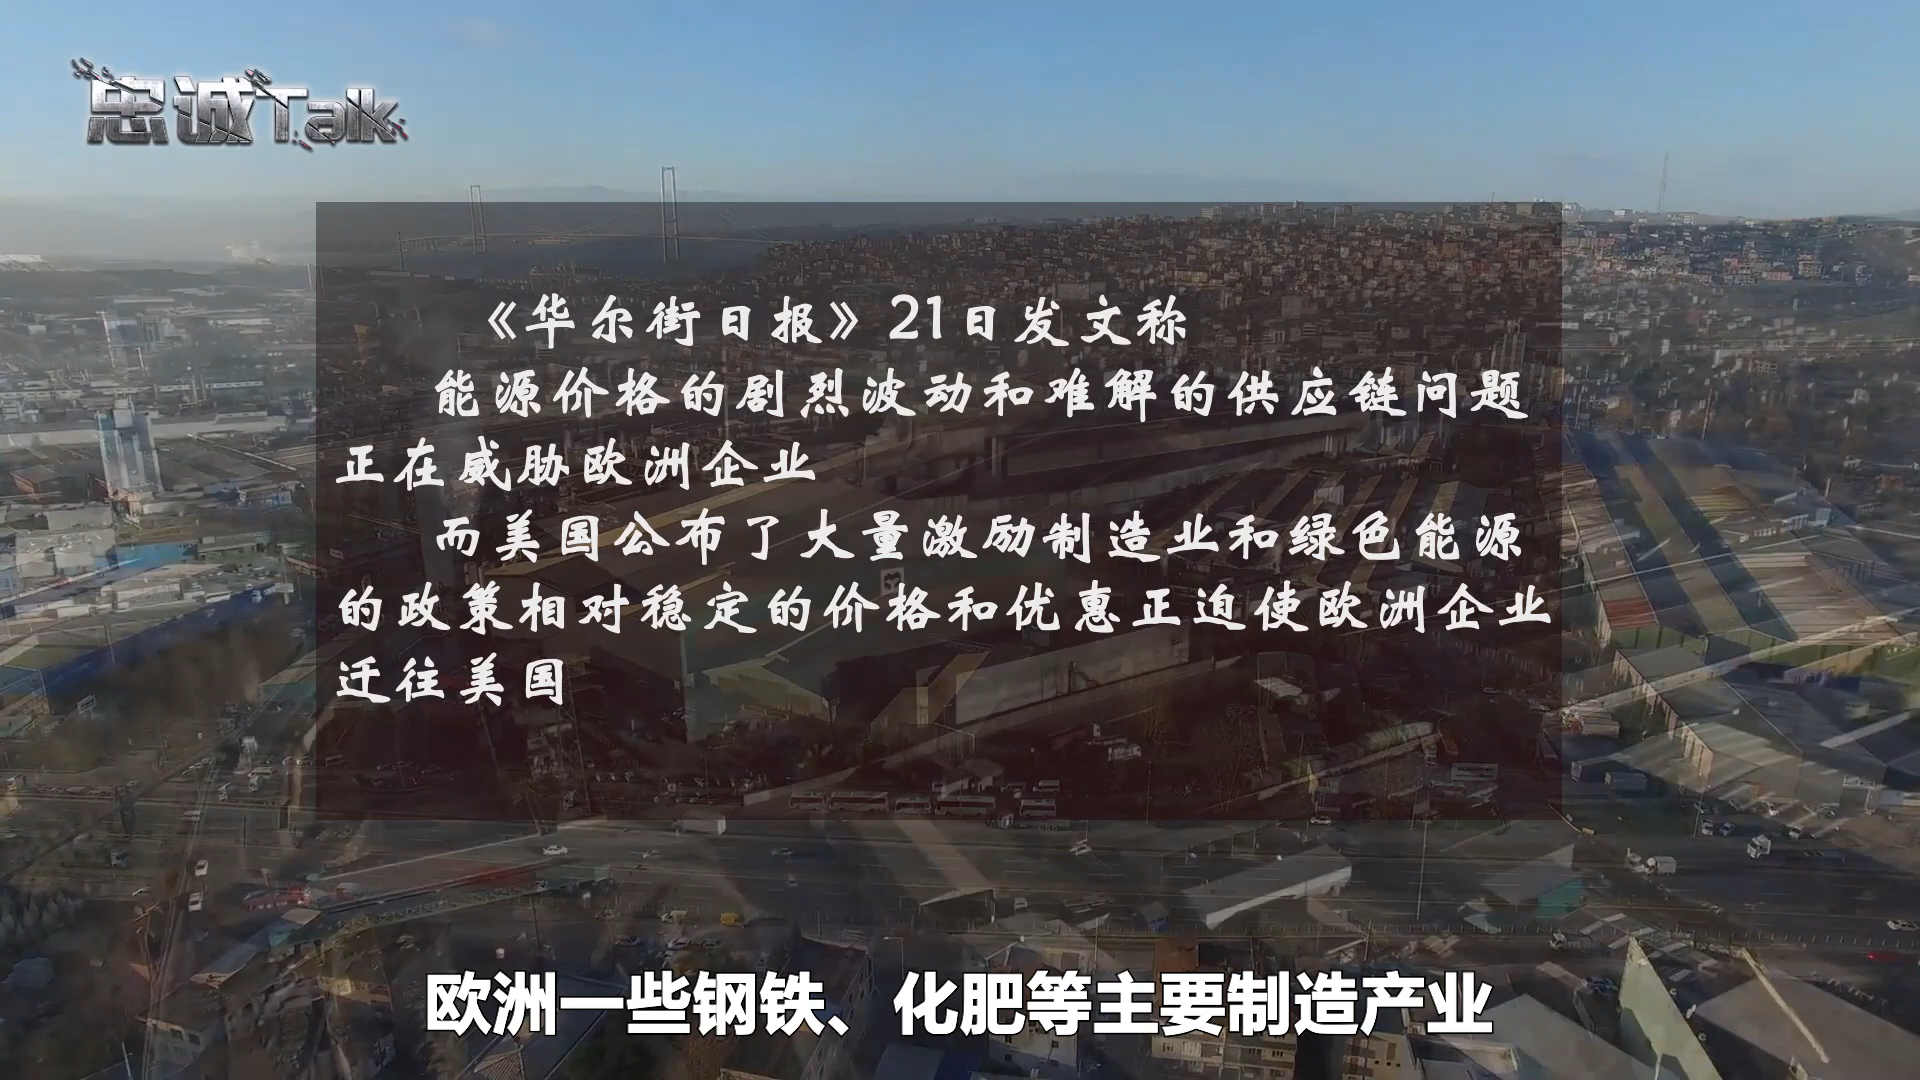 忠诚Talk
《华尔街日报》21日发文称
能源价格的剧烈波动和难解的供应链问题
正在威胁欧洲企业
而美国公布了大量激励制造业和绿色能源
的政策相对稳定的价格和优惠正迫使欧洲企业
迁往美国
欧洲一些钢铁、化肥等主要制造产业